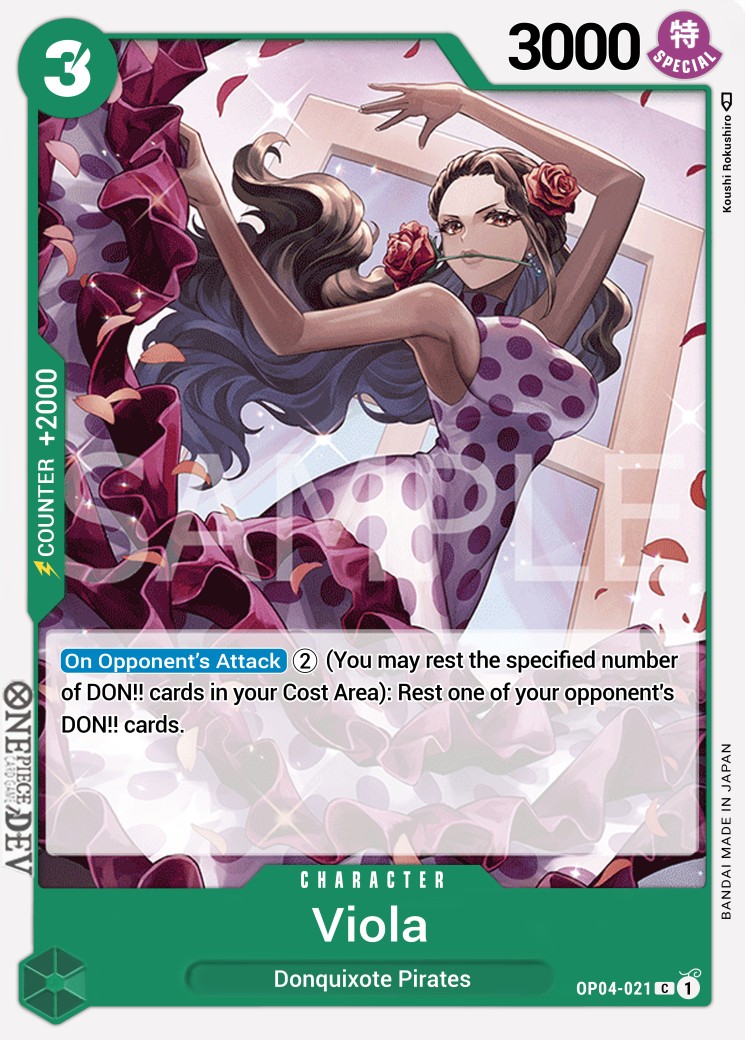 3
3000
特
SPECIAL
Koushi Rokushiro
COUNTER +2000
SAMPLE
On Opponent's Attack ② (You may rest the specified number
of DON!! cards in your Cost Area): Rest one of your opponent's
DON!! cards.
ONE PIECE
CARD GAME
.DEV
BANDAI MADE IN JAPAN
CHARACTER
Viola
Donquixote Pirates
OP04-021 C 1